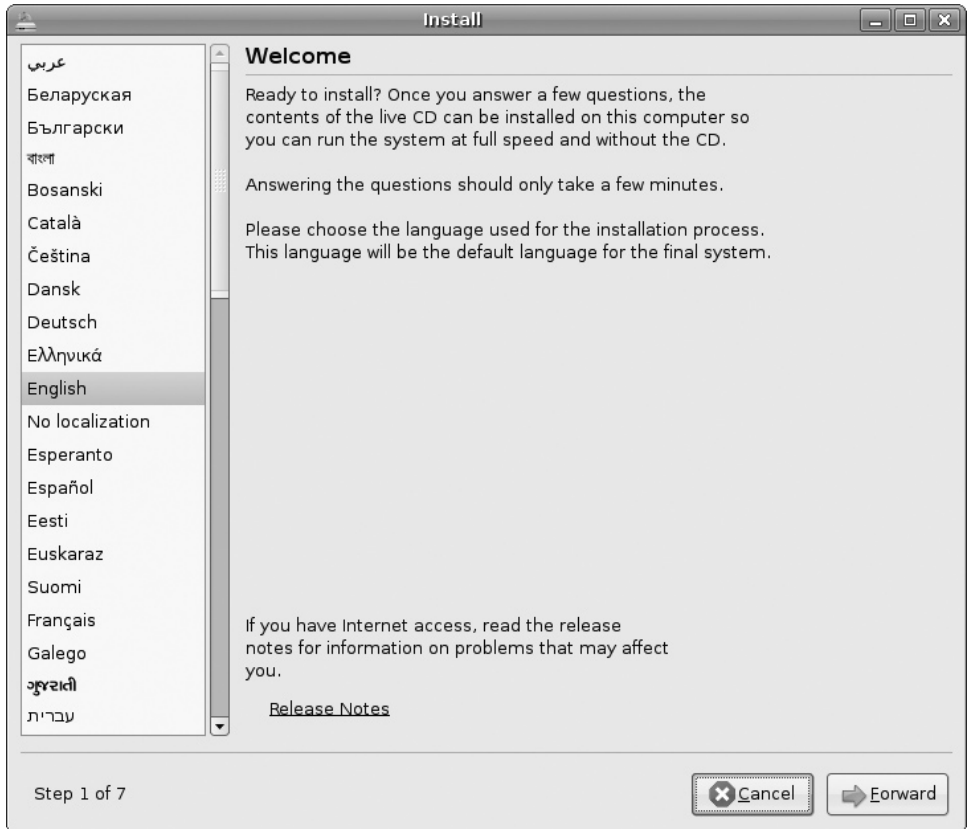 Install
عربي
Беларуская
Български
বাংলা
Bosanski
Català
Čeština
Dansk
Deutsch
Ελληνικά
English
No localization
Esperanto
Español
Eesti
Euskaraz
Suomi
Français
Galego
ગુજરાતી
עברית
Welcome
Ready to install? Once you answer a few questions, the
contents of the live CD can be installed on this computer so
you can run the system at full speed and without the CD.
Answering the questions should only take a few minutes.
Please choose the language used for the installation process.
This language will be the default language for the final system.
If you have Internet access, read the release
notes for information on problems that may affect
you.
Release Notes
Step 1 of 7
Cancel
Forward